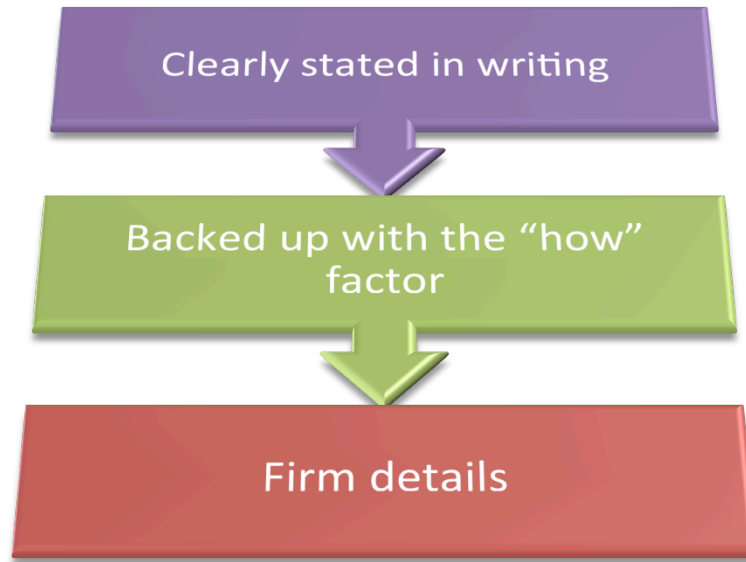 Clearly stated in writing
Backed up with the “how”
factor
Firm details